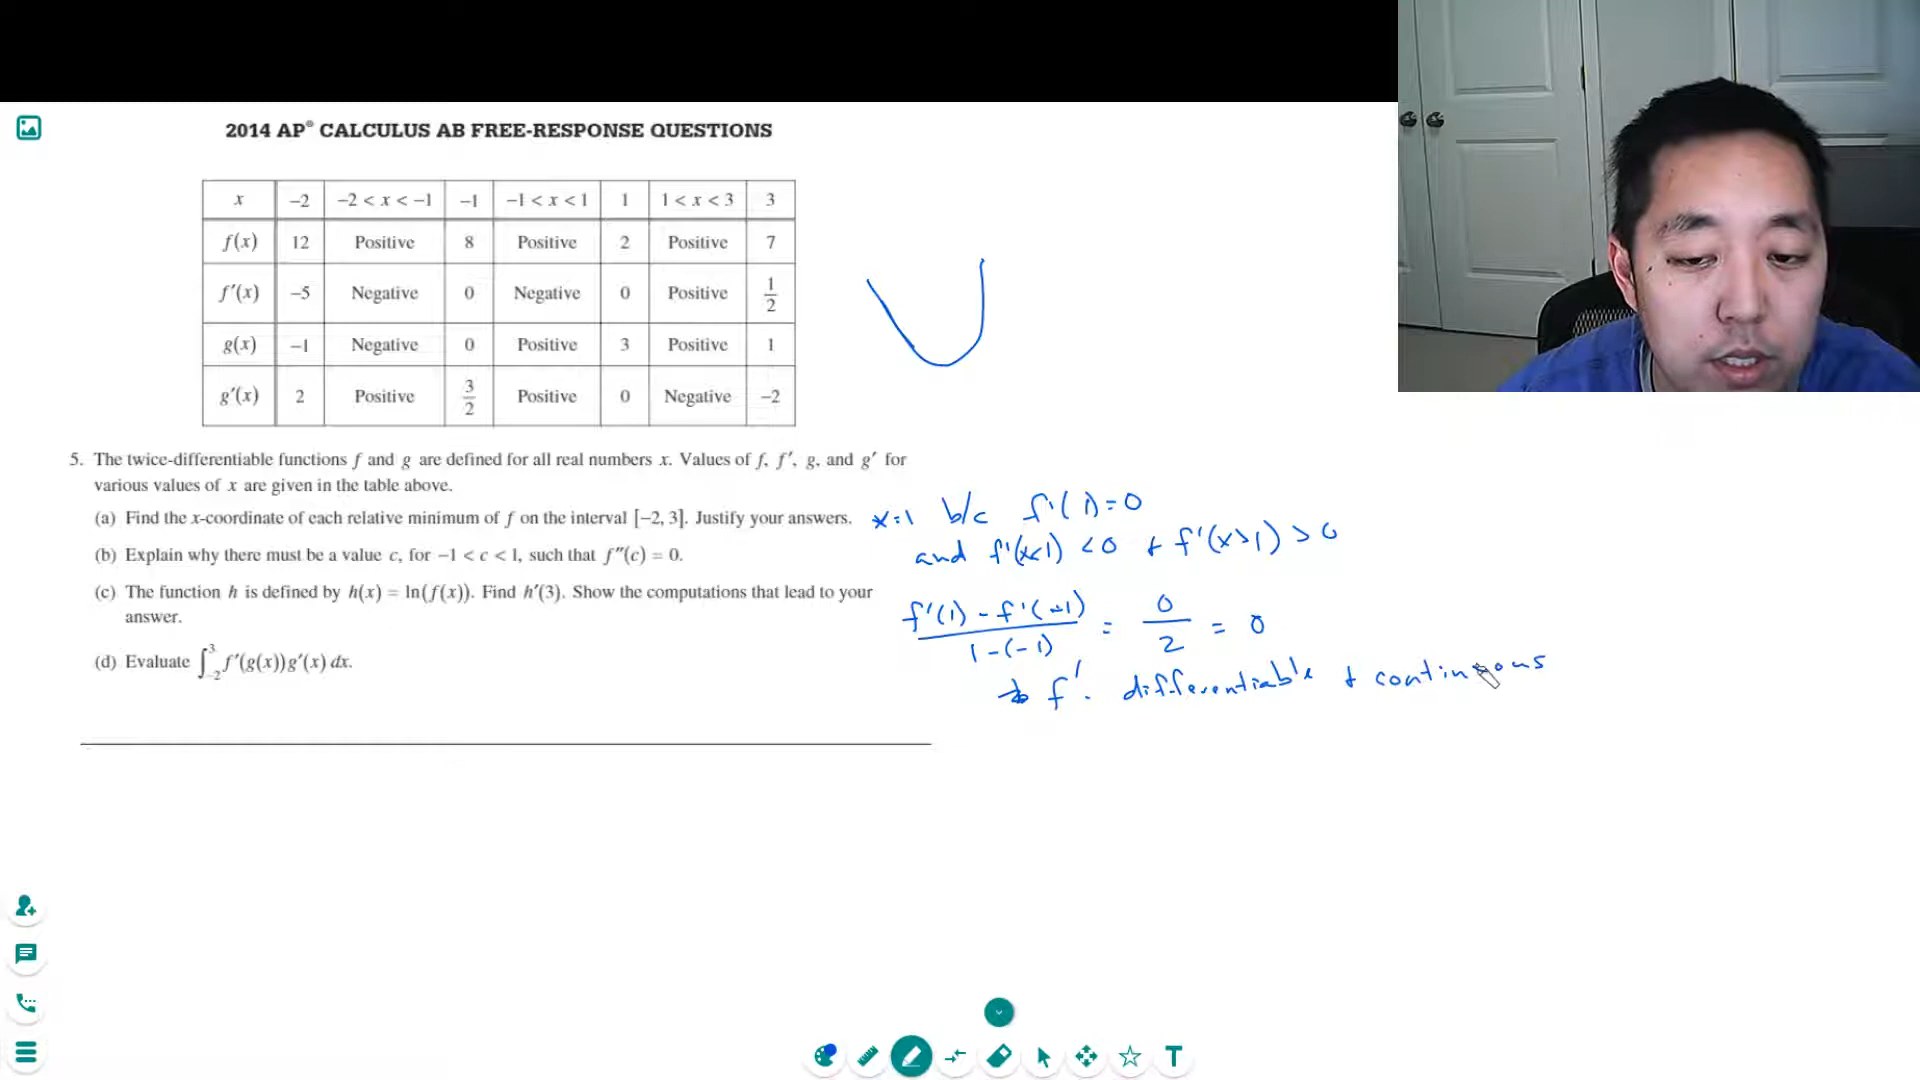 2014 AP® CALCULUS AB FREE-RESPONSE QUESTIONS
x −2 −2 < x < −1 −1 −1 < x < 1 1 1 < x < 3 3
f(x) 12 Positive 8 Positive 2 Positive 7
f′(x) −5 Negative 0 Negative 0 Positive 1/2
g(x) −1 Negative 0 Positive 3 Positive 1
g′(x) 2 Positive 3/2 Positive 0 Negative −2
5. The twice-differentiable functions f and g are defined for all real numbers x. Values of f, f′, g, and g′ for
various values of x are given in the table above.
(a) Find the x-coordinate of each relative minimum of f on the interval [−2, 3]. Justify your answers.
(b) Explain why there must be a value c, for −1 < c < 1, such that f″(c) = 0.
(c) The function h is defined by h(x) = ln(f(x)). Find h′(3). Show the computations that lead to your
answer.
(d) Evaluate ∫₋₂³ f′(g(x))g′(x) dx.
x=1 b/c f'(1)=0
and f'(x<1) <0 + f'(x>1) >0
f'(1) - f'(-1) / 1-(-1) = 0/2 = 0
f'. differentiable + continuous
T